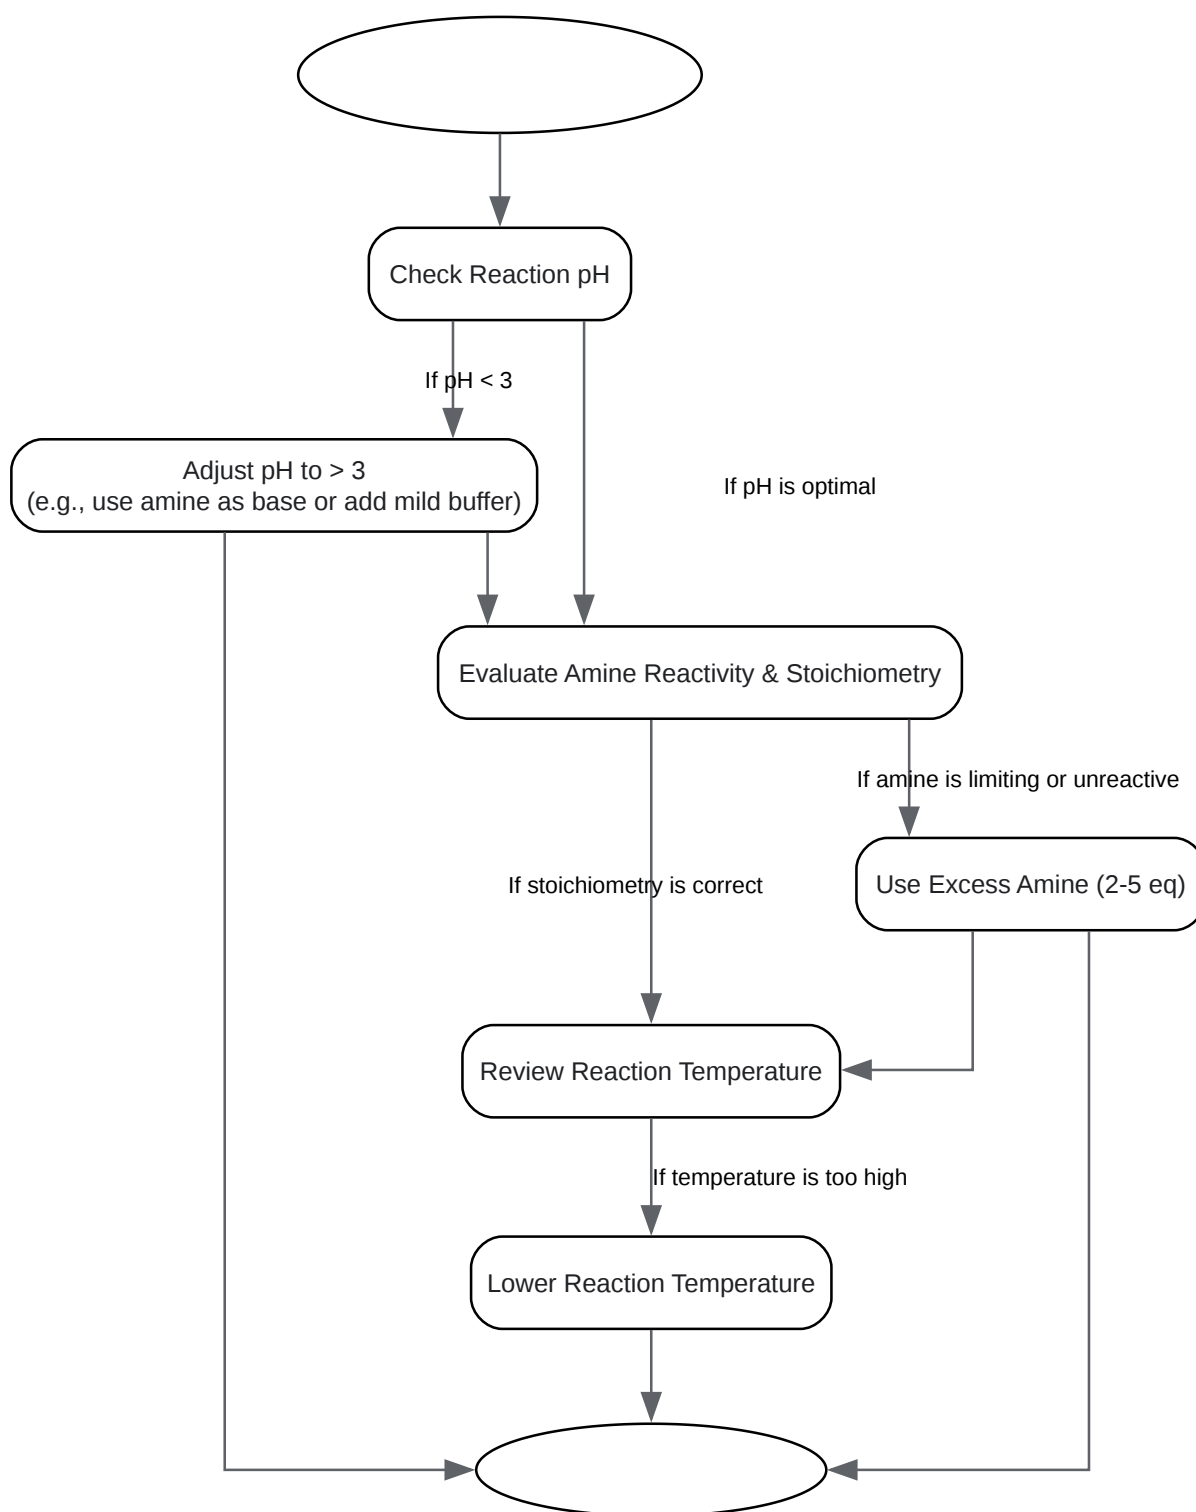 Check Reaction pH
If pH < 3
Adjust pH to > 3
(e.g., use amine as base or add mild buffer)
If pH is optimal
Evaluate Amine Reactivity & Stoichiometry
If amine is limiting or unreactive
If stoichiometry is correct
Use Excess Amine (2-5 eq)
Review Reaction Temperature
If temperature is too high
Lower Reaction Temperature